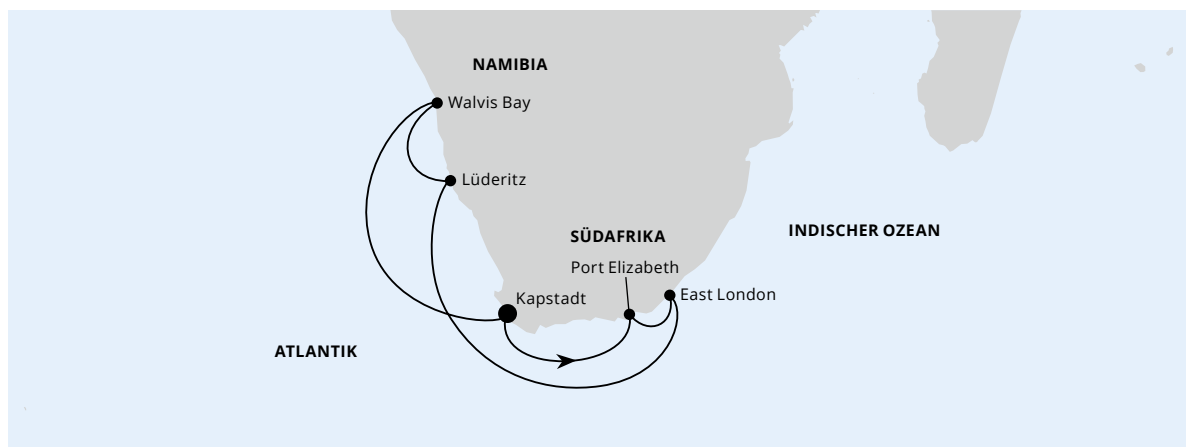 NAMIBIA
Walvis Bay
Lüderitz
INDISCHER OZEAN
SÜDAFRIKA
Port Elizabeth
East London
Kapstadt
ATLANTIK